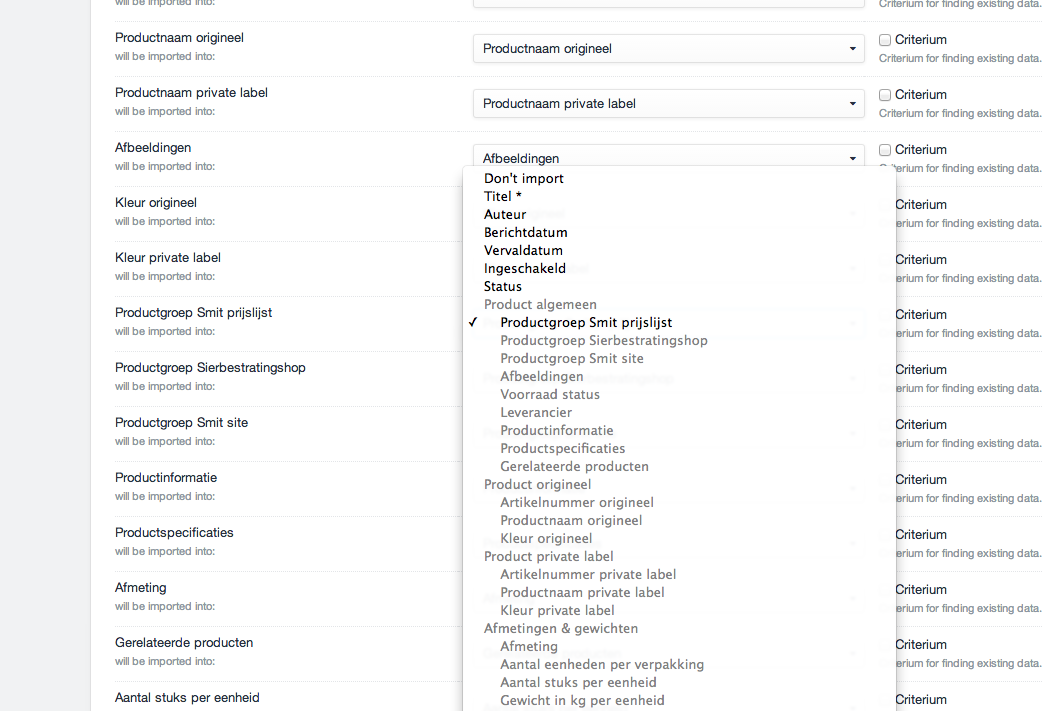 will be imported into:
Criterium for finding existing data.
Productnaam origineel
will be imported into:
Productnaam origineel
Criterium
Criterium for finding existing data.
Productnaam private label
will be imported into:
Productnaam private label
Criterium
Criterium for finding existing data.
Afbeeldingen
will be imported into:
Afbeeldingen
Criterium
Criterium for finding existing data.
Kleur origineel
will be imported into:
Criterium
erium for finding existing data.
Kleur private label
will be imported into:
Criterium
erium for finding existing data.
Productgroep Smit prijslijst
will be imported into:
Criterium
erium for finding existing data.
Productgroep Sierbestratingshop
will be imported into:
Criterium
erium for finding existing data.
Productgroep Smit site
will be imported into:
Criterium
erium for finding existing data.
Productinformatie
will be imported into:
Criterium
erium for finding existing data.
Productspecificaties
will be imported into:
Criterium
erium for finding existing data.
Afmeting
will be imported into:
Criterium
erium for finding existing data.
Gerelateerde producten
will be imported into:
Criterium
erium for finding existing data.
Aantal stuks per eenheid
Criterium
Don't import
Titel *
Auteur
Berichtdatum
Vervaldatum
Ingeschakeld
Status
Product algemeen
✓ Productgroep Smit prijslijst
Productgroep Sierbestratingshop
Productgroep Smit site
Afbeeldingen
Voorraad status
Leverancier
Productinformatie
Productspecificaties
Gerelateerde producten
Product origineel
Artikelnummer origineel
Productnaam origineel
Kleur origineel
Product private label
Artikelnummer private label
Productnaam private label
Kleur private label
Afmetingen & gewichten
Afmeting
Aantal eenheden per verpakking
Aantal stuks per eenheid
Gewicht in kg per eenheid